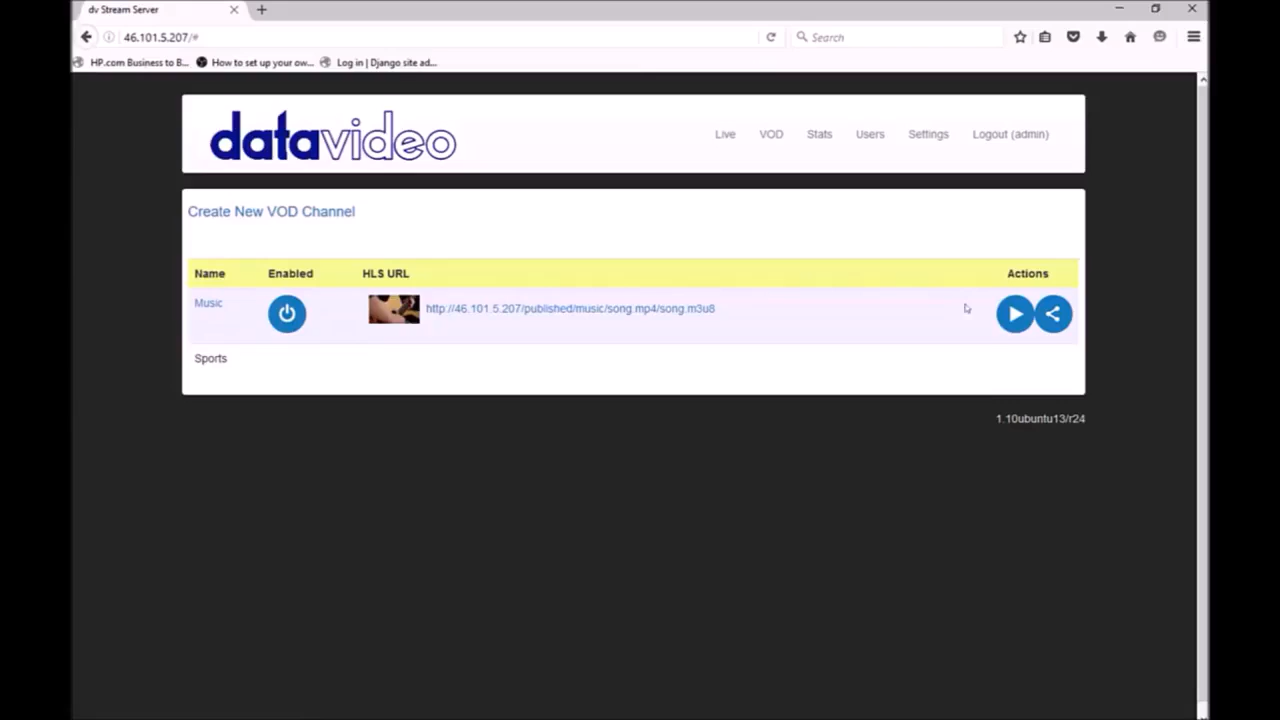 dv Stream Server
46.101.5.207/#
Search
HP.com Business to B...
How to set up your ow...
Log in | Django site ad...
datavideo
Live
VOD
Stats
Users
Settings
Logout (admin)
Create New VOD Channel
Name
Enabled
HLS URL
Actions
Music
http://46.101.5.207/published/music/song.mp4/song.m3u8
Sports
1.10ubuntu13/r24